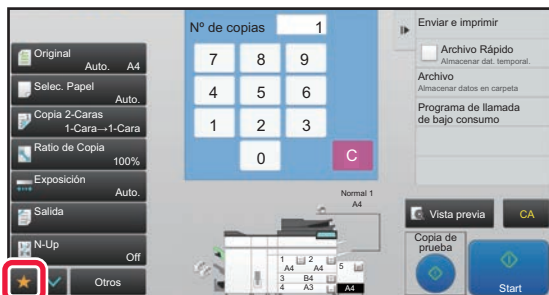 Original
Auto. A4
Selec. Papel
Auto.
Copia 2-Caras
1-Cara→1-Cara
Ratio de Copia
100%
Exposición
Auto.
Salida
N-Up
Off
Otros
Nº de copias 1
7 8 9
4 5 6
1 2 3
0 C
Normal 1
A4
1 2
A4 A4
3 B4
4 A3
5
A4
Enviar e imprimir
Archivo Rápido
Almacenar dat. temporal.
Archivo
Almacenar datos en carpeta
Programa de llamada
de bajo consumo
Vista previa
CA
Copia de
prueba
Start